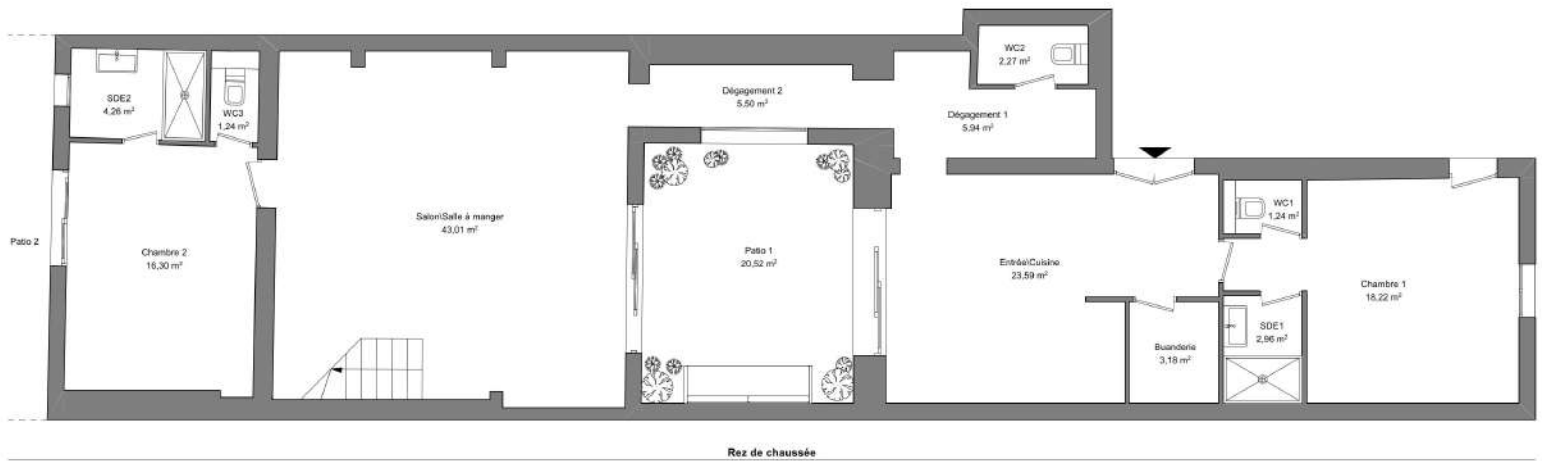 WC2
2,27 m²
SDE2
4,26 m²
WC3
1,24 m²
Dégagement 2
5,50 m²
Dégagement 1
5,94 m²
WC1
1,24 m²
Salon\Salle à manger
43,01 m²
Patio 2
Chambre 2
16,30 m²
Patio 1
20,52 m²
Entrée\Cuisine
23,59 m²
Chambre 1
18,22 m²
SDE1
2,96 m²
Buanderie
3,18 m²
Rez de chaussée